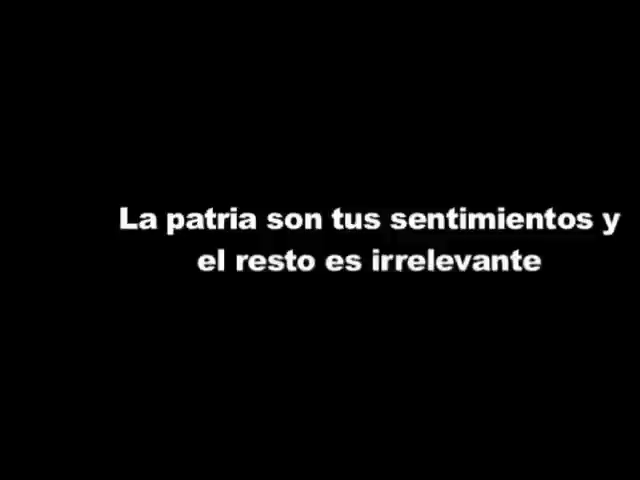 La patria son tus sentimientos y
el resto es irrelevante